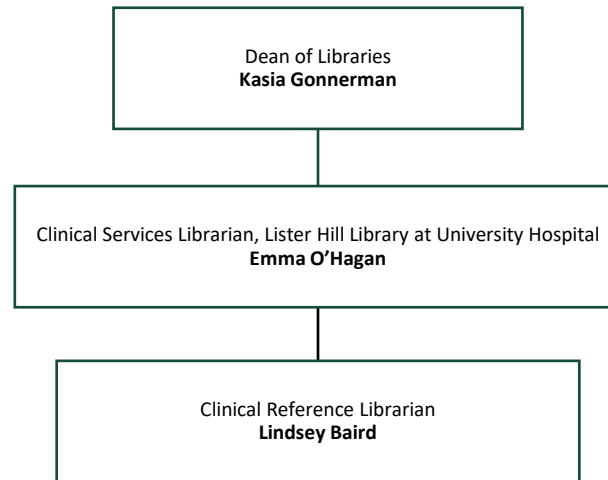 Dean of Libraries
Kasia Gonnerman
Clinical Services Librarian, Lister Hill Library at University Hospital
Emma O’Hagan
Clinical Reference Librarian
Lindsey Baird